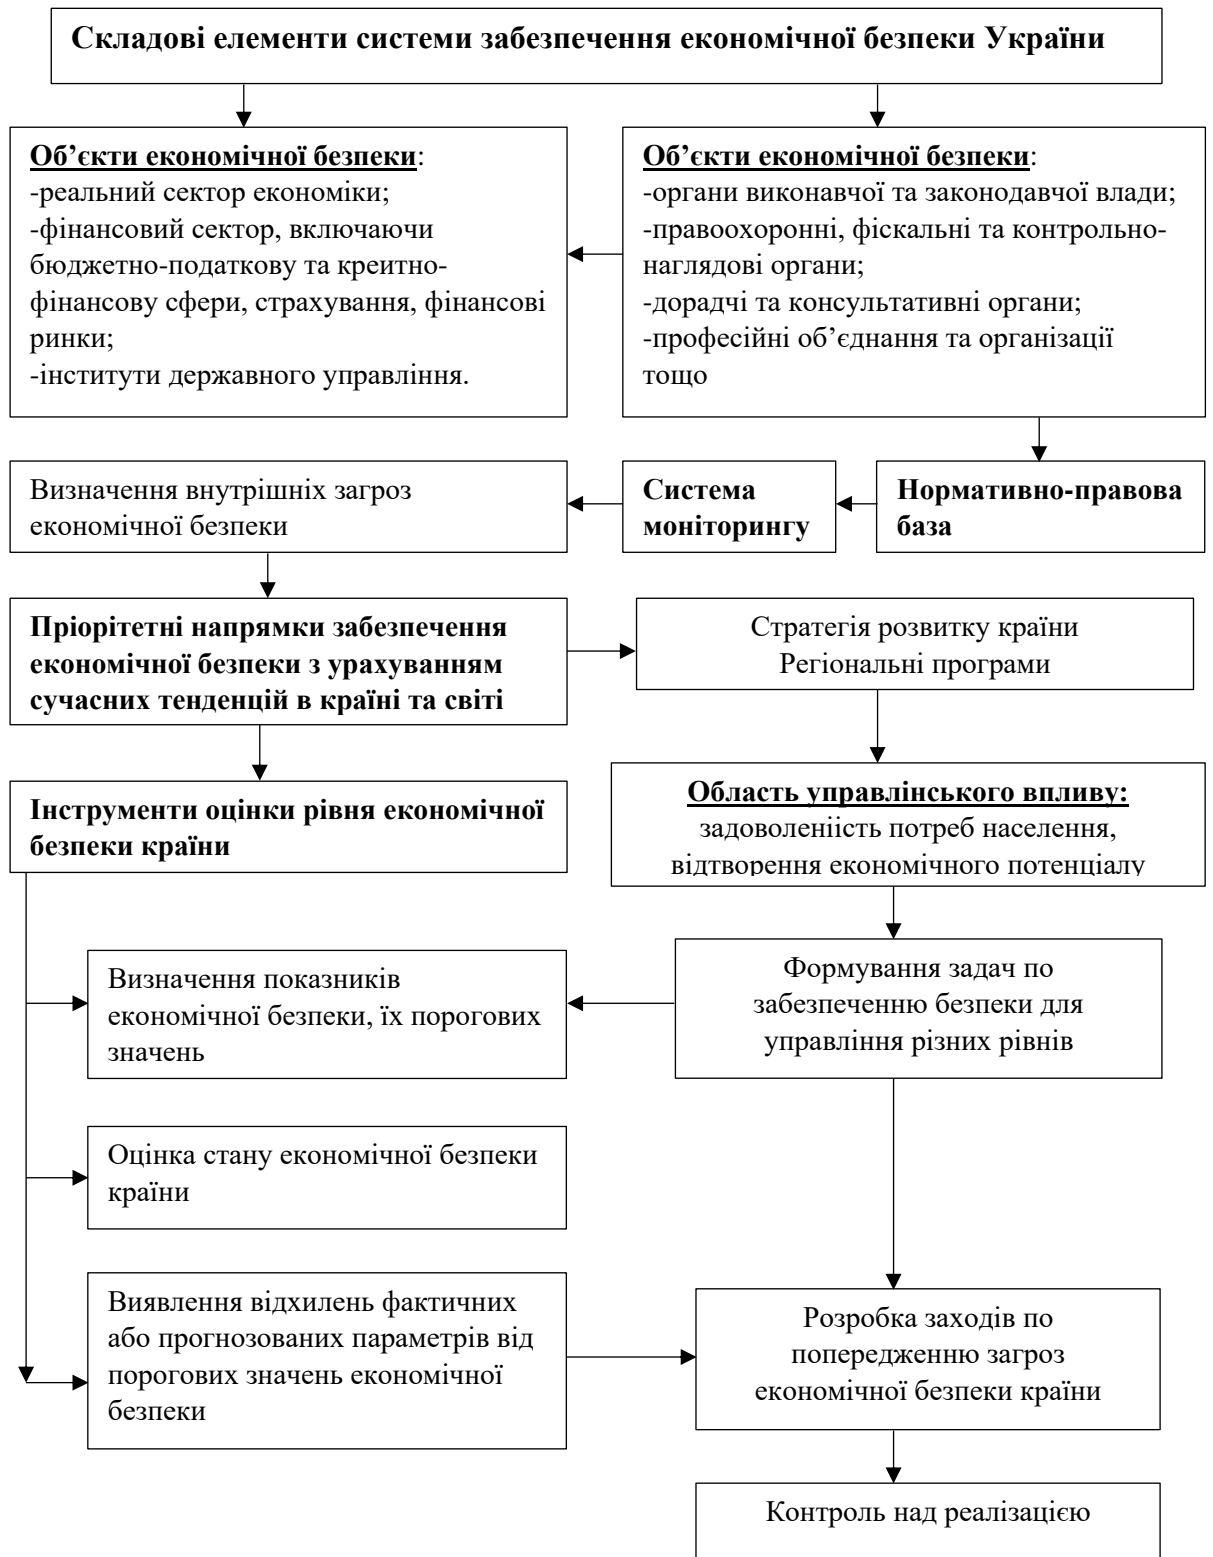 Складові елементи системи забезпечення економічної безпеки України
Об’єкти економічної безпеки:
-реальний сектор економіки;
-фінансовий сектор, включаючи
бюджетно-податкову та креитно-
фінансову сфери, страхування, фінансові
ринки;
-інститути державного управління.
Об’єкти економічної безпеки:
-органи виконавчої та законодавчої влади;
-правоохоронні, фіскальні та контрольно-
наглядові органи;
-дорадчі та консультативні органи;
-професійні об’єднання та організації
тощо
Визначення внутрішніх загроз
економічної безпеки
Система
моніторингу
Нормативно-правова
база
Пріорітетні напрямки забезпечення
економічної безпеки з урахуванням
сучасних тенденцій в країні та світі
Стратегія розвитку країни
Регіональні програми
Інструменти оцінки рівня економічної
безпеки країни
Область управлінського впливу:
задоволеніість потреб населення,
відтворення економічного потенціалу
Визначення показників
економічної безпеки, їх порогових
значень
Формування задач по
забезпеченню безпеки для
управління різних рівнів
Оцінка стану економічної безпеки
країни
Виявлення відхилень фактичних
або прогнозованих параметрів від
порогових значень економічної
безпеки
Розробка заходів по
попередженню загроз
економічної безпеки країни
Контроль над реалізацією